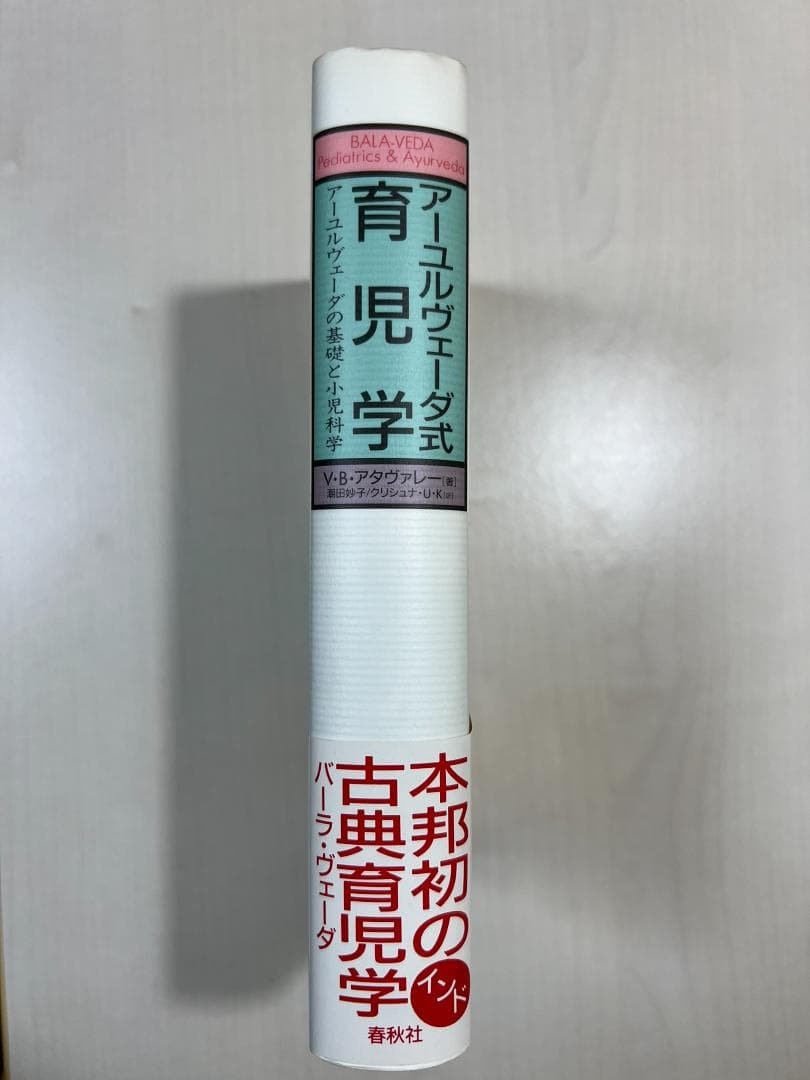 BALA-VEDA
Pediatrics & Ayurveda
アーユルヴェーダ式
育児学
アーユルヴェーダの基礎と小児科学
V・B・アタヴァレー[著]
潮田妙子/クリシュナ・U・K[訳]
本邦初の
インド
古典育児学
バーラ・ヴェーダ
春秋社